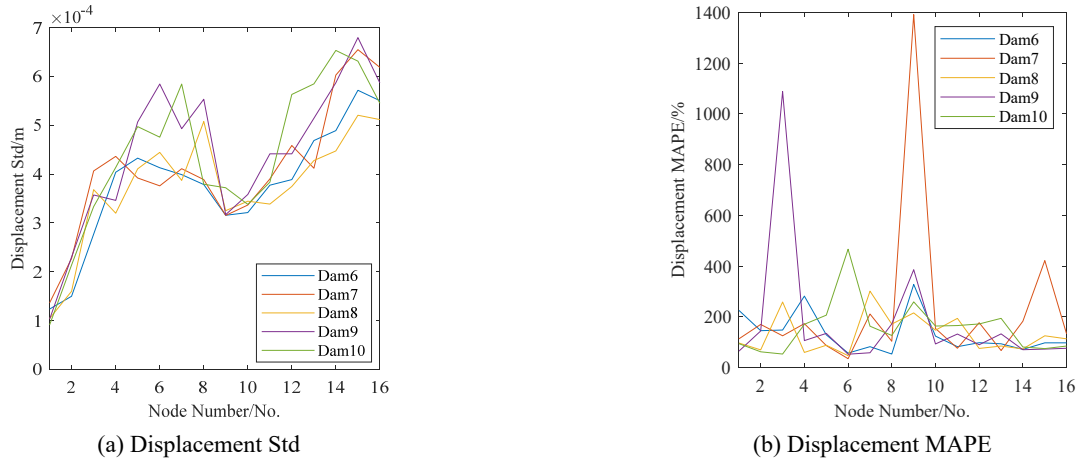 ×10⁻⁴
7
6
5
4
3
2
1
0
Displacement Std/m
2 4 6 8 10 12 14 16
Node Number/No.
Dam6
Dam7
Dam8
Dam9
Dam10
(a) Displacement Std
1400
1200
1000
800
600
400
200
0
Displacement MAPE/%
2 4 6 8 10 12 14 16
Node Number/No.
Dam6
Dam7
Dam8
Dam9
Dam10
(b) Displacement MAPE